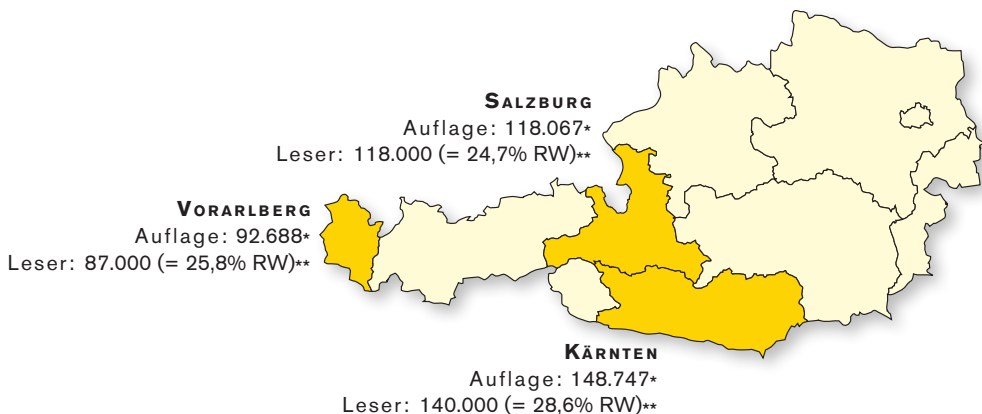 SALZBURG
Auflage: 118.067*
Leser: 118.000 (= 24,7% RW)**
VORARLBERG
Auflage: 92.688*
Leser: 87.000 (= 25,8% RW)**
KÄRNTEN
Auflage: 148.747*
Leser: 140.000 (= 28,6% RW)**